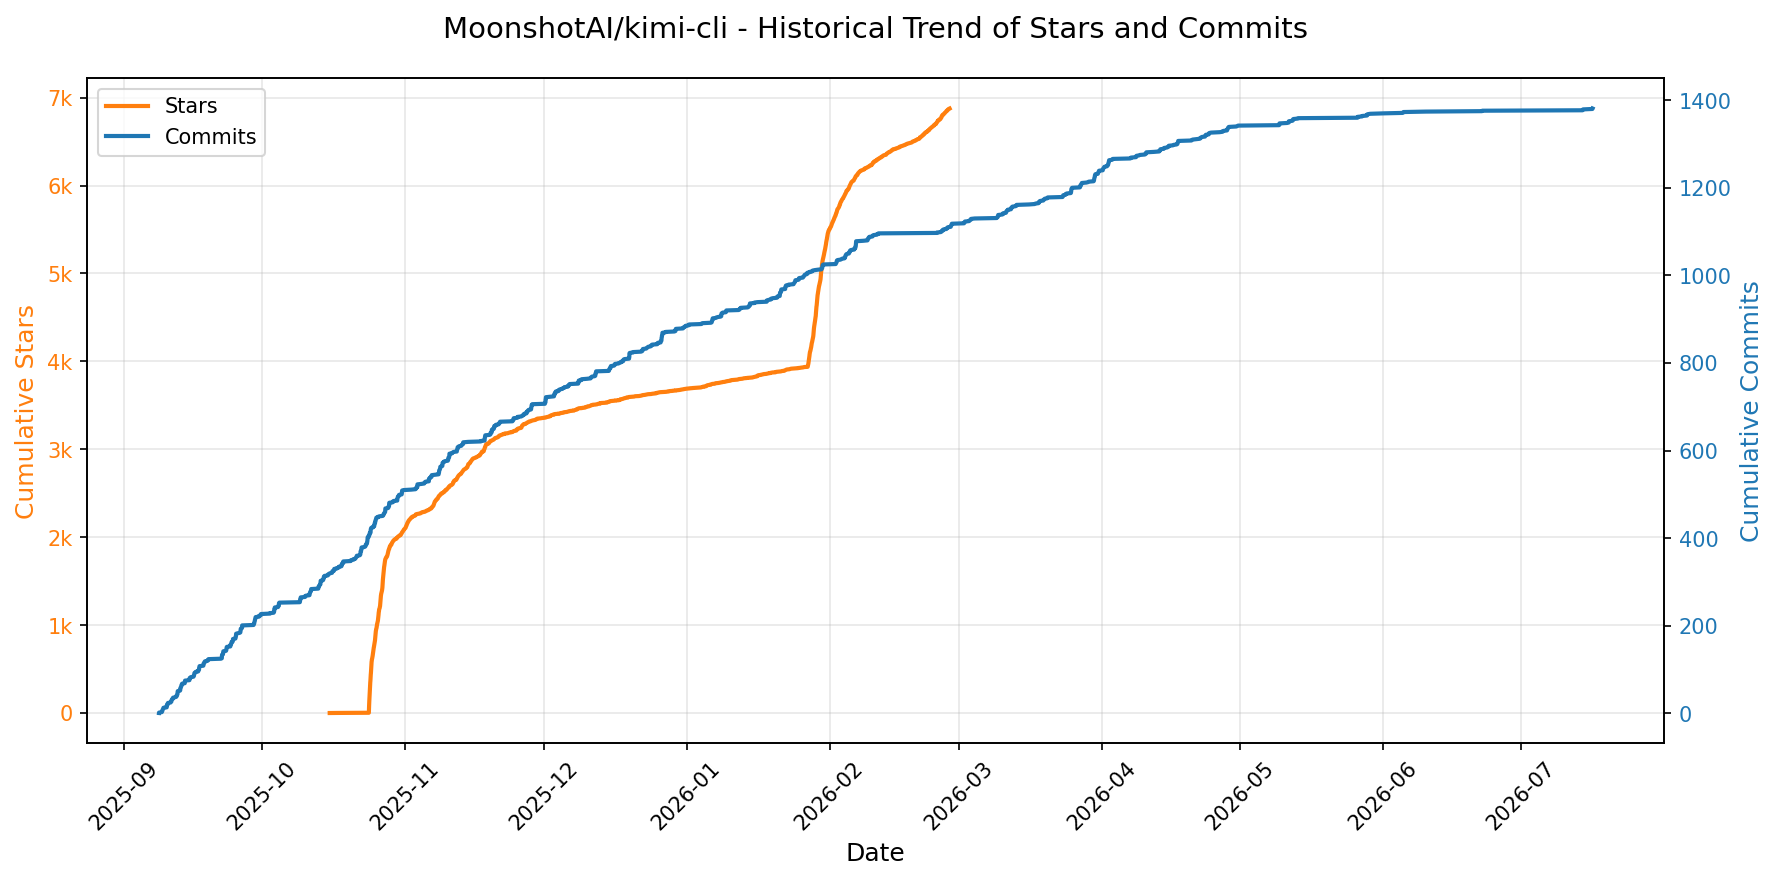 MoonshotAI/kimi-cli - Historical Trend of Stars and Commits
Stars
Commits
7k
6k
5k
4k
3k
2k
1k
0
Cumulative Stars
1400
1200
1000
800
600
400
200
0
Cumulative Commits
2025-09
2025-10
2025-11
2025-12
2026-01
2026-02
2026-03
2026-04
2026-05
2026-06
2026-07
Date